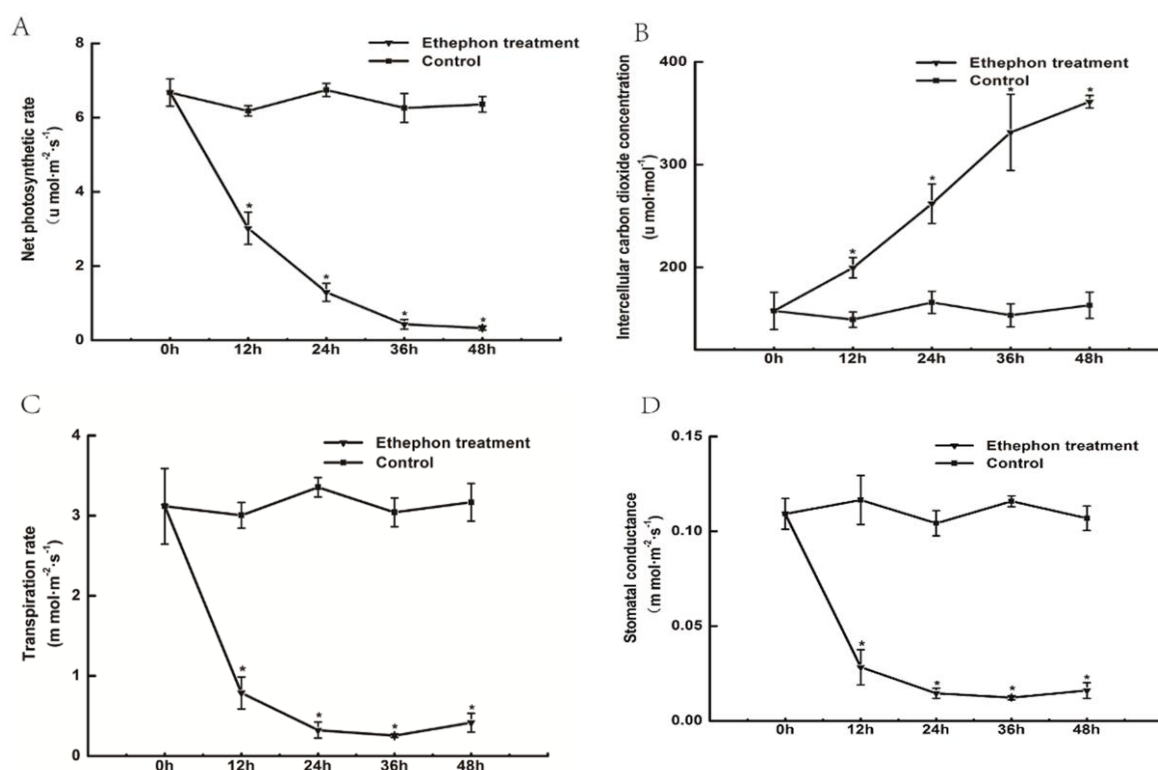 A
Ethephon treatment
Control
Net photosynthetic rate
(u mol·m⁻²·s⁻¹)
8
6
4
2
0
0h 12h 24h 36h 48h
* * * *
B
Ethephon treatment
Control
Intercellular carbon dioxide concentration
(u mol·mol⁻¹)
400
300
200
0h 12h 24h 36h 48h
* * * *
C
Ethephon treatment
Control
Transpiration rate
(m mol·m⁻²·s⁻¹)
4
3
2
1
0
0h 12h 24h 36h 48h
* * * *
D
Ethephon treatment
Control
Stomatal conductance
(m mol·m⁻²·s⁻¹)
0.15
0.10
0.05
0.00
0h 12h 24h 36h 48h
* * * *